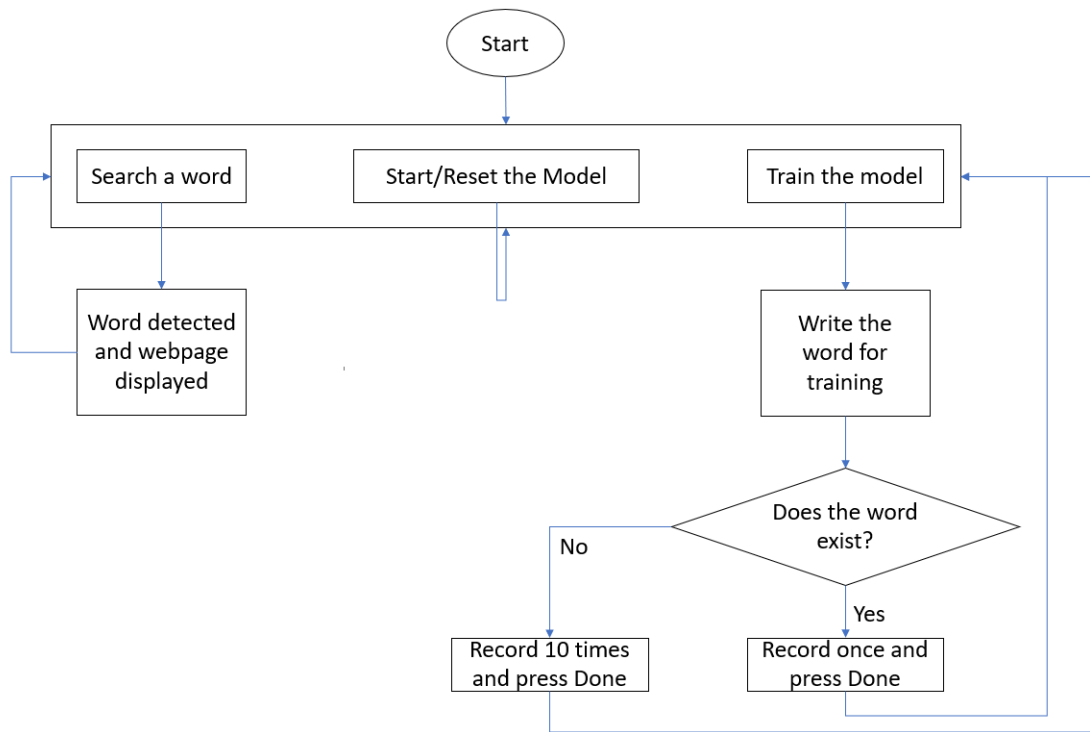 Start
Search a word
Start/Reset the Model
Train the model
Word detected
and webpage
displayed
Write the
word for
training
Does the word
exist?
No
Yes
Record 10 times
and press Done
Record once and
press Done